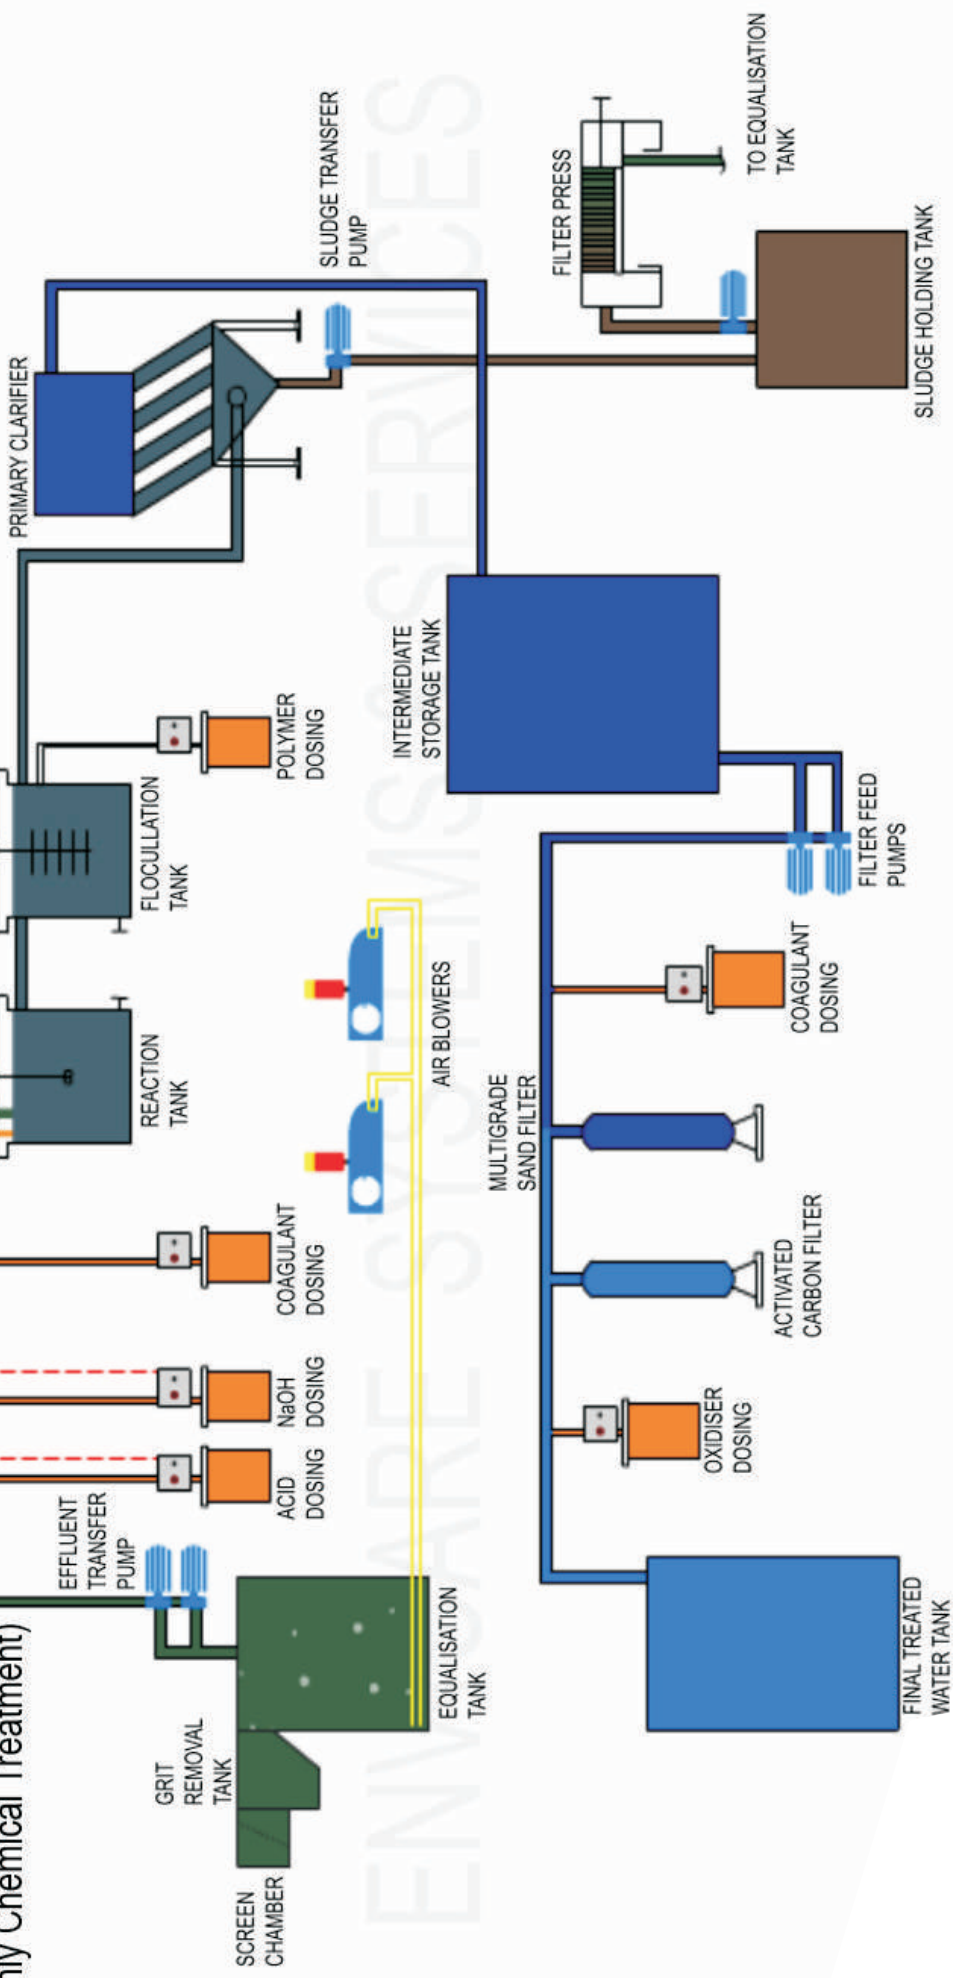 nly Chemical Treatment)
SCREEN
CHAMBER
GRIT
REMOVAL
TANK
EQUALISATION
TANK
EFFLUENT
TRANSFER
PUMP
ACID
DOSING
NaOH
DOSING
COAGULANT
DOSING
AIR BLOWERS
REACTION
TANK
FLOCULLATION
TANK
POLYMER
DOSING
PRIMARY CLARIFIER
SLUDGE TRANSFER
PUMP
FILTER PRESS
TO EQUALISATION
TANK
SLUDGE HOLDING TANK
INTERMEDIATE
STORAGE TANK
FILTER FEED
PUMPS
COAGULANT
DOSING
MULTIGRADE
SAND FILTER
ACTIVATED
CARBON FILTER
OXIDISER
DOSING
FINAL TREATED
WATER TANK
ENVICARE SYSTEMS SERVICES